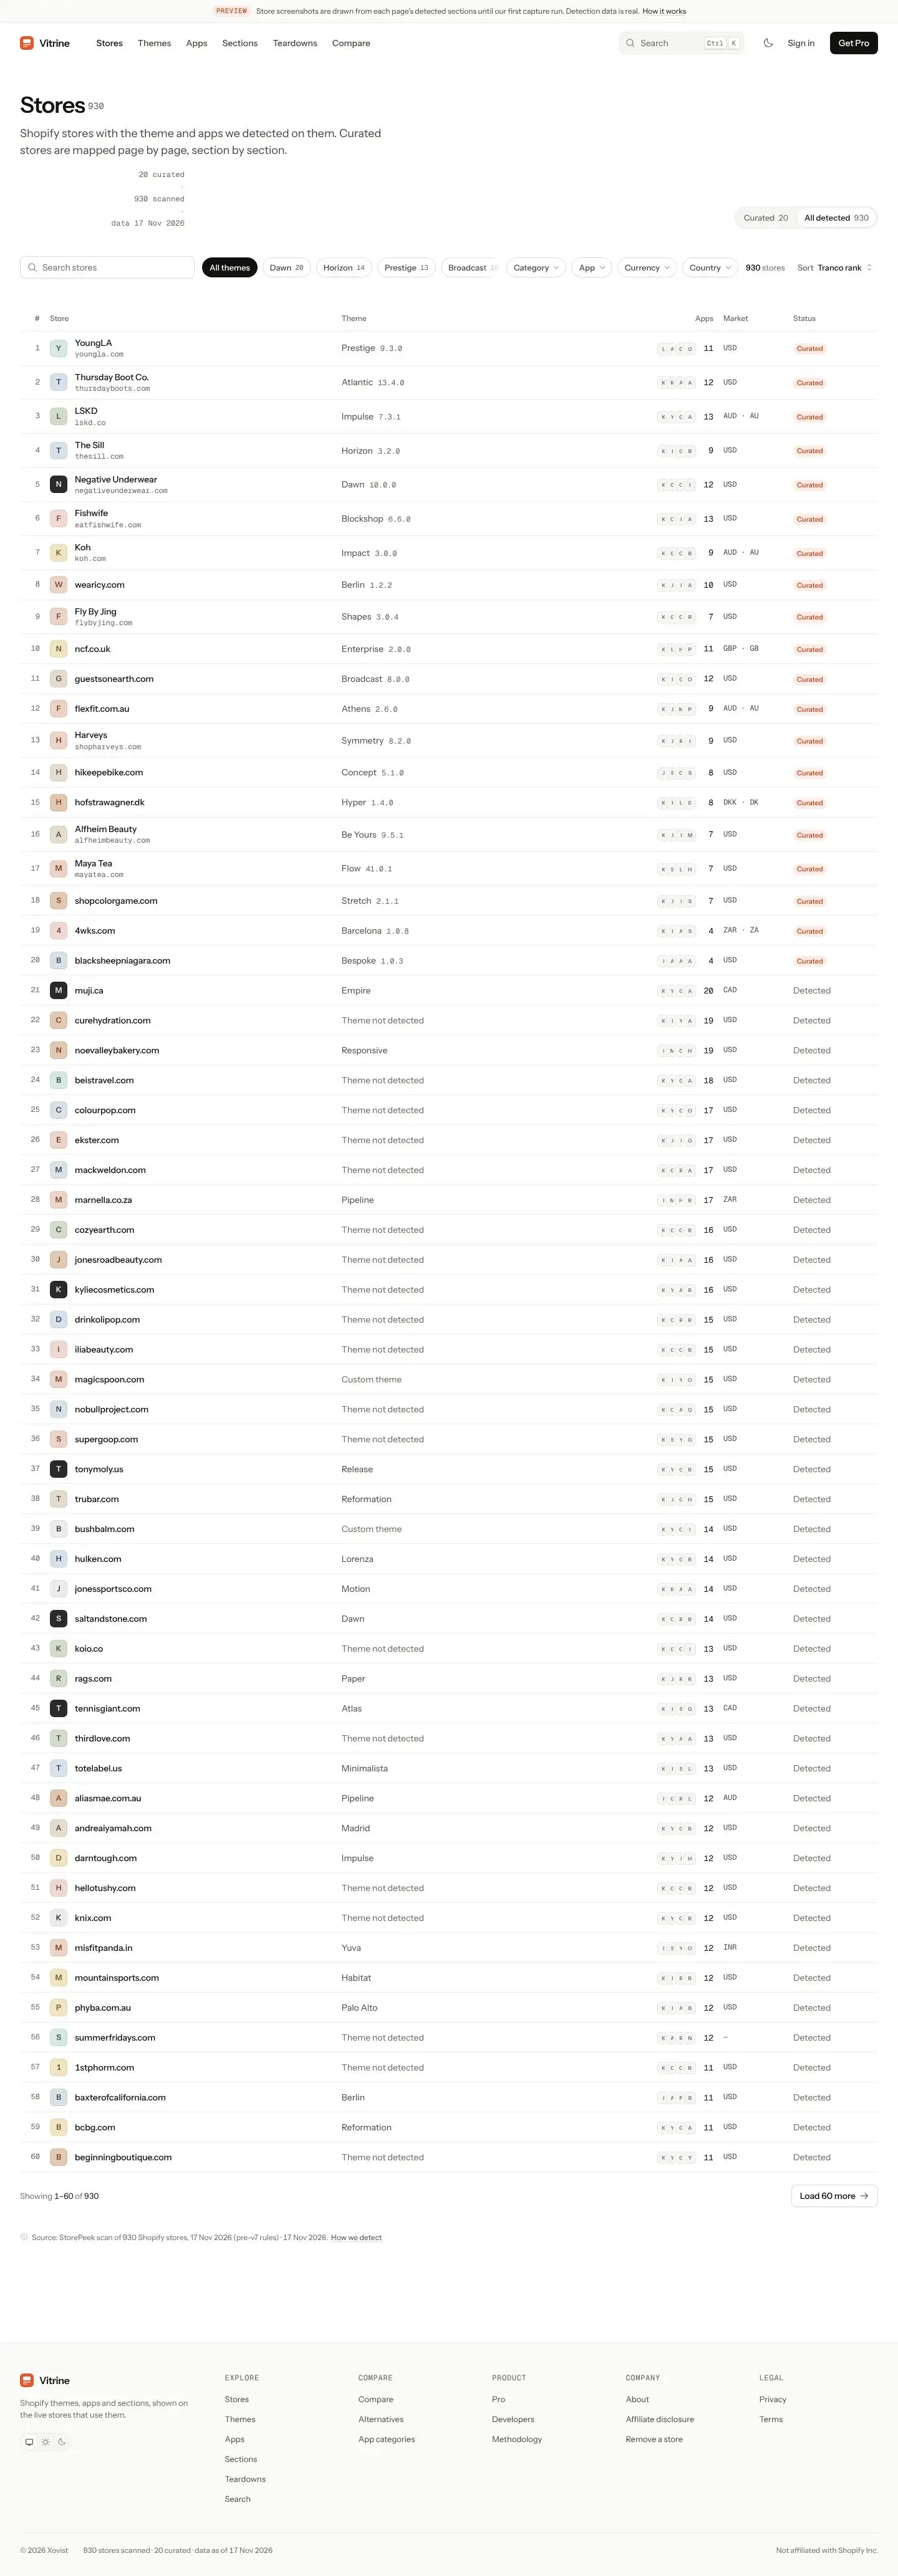 PREVIEW Store screenshots are drawn from each page's detected sections until our first capture run. Detection data is real. How it works
Vitrine Stores Themes Apps Sections Teardowns Compare Search Ctrl K Sign in Get Pro
Stores 930
Shopify stores with the theme and apps we detected on them. Curated
stores are mapped page by page, section by section.
20 curated
·
930 scanned
·
data 17 Nov 2026
Curated 20 All detected 930
Search stores All themes Dawn 20 Horizon 14 Prestige 13 Broadcast Category App Currency Country 930 stores Sort Tranco rank
# Store Theme Apps Market Status
1 Y YoungLA youngla.com Prestige 9.3.0 11 USD Curated
2 T Thursday Boot Co. thursdayboots.com Atlantic 13.4.0 12 USD Curated
3 L LSKD lskd.co Impulse 7.3.1 13 AUD · AU Curated
4 T The Sill thesill.com Horizon 3.2.0 9 USD Curated
5 N Negative Underwear negativeunderwear.com Dawn 10.0.0 12 USD Curated
6 F Fishwife eatfishwife.com Blockshop 6.6.0 13 USD Curated
7 K Koh koh.com Impact 3.0.0 9 AUD · AU Curated
8 W wearicy.com Berlin 1.2.2 10 USD Curated
9 F Fly By Jing flybyjing.com Shapes 3.0.4 7 USD Curated
10 N ncf.co.uk Enterprise 2.0.0 11 GBP · GB Curated
11 G guestsonearth.com Broadcast 8.0.0 12 USD Curated
12 F flexfit.com.au Athens 2.6.0 9 AUD · AU Curated
13 H Harveys shopharveys.com Symmetry 8.2.0 9 USD Curated
14 H hikeepebike.com Concept 5.1.0 8 USD Curated
15 H hofstrawagner.dk Hyper 1.4.0 8 DKK · DK Curated
16 A Alfheim Beauty alfheimbeauty.com Be Yours 9.5.1 7 USD Curated
17 M Maya Tea mayatea.com Flow 41.0.1 7 USD Curated
18 S shopcolorgame.com Stretch 2.1.1 7 USD Curated
19 4 4wks.com Barcelona 1.0.8 4 ZAR · ZA Curated
20 B blacksheepniagara.com Bespoke 1.0.3 4 USD Curated
21 M muji.ca Empire 20 CAD Detected
22 C curehydration.com Theme not detected 19 USD Detected
23 N noevalleybakery.com Responsive 19 USD Detected
24 B beistravel.com Theme not detected 18 USD Detected
25 C colourpop.com Theme not detected 17 USD Detected
26 E ekster.com Theme not detected 17 USD Detected
27 M mackweldon.com Theme not detected 17 USD Detected
28 M marnella.co.za Pipeline 17 ZAR Detected
29 C cozyearth.com Theme not detected 16 USD Detected
30 J jonesroadbeauty.com Theme not detected 16 USD Detected
31 K kyliecosmetics.com Theme not detected 16 USD Detected
32 D drinkolipop.com Theme not detected 15 USD Detected
33 I iliabeauty.com Theme not detected 15 USD Detected
34 M magicspoon.com Custom theme 15 USD Detected
35 N nobullproject.com Theme not detected 15 USD Detected
36 S supergoop.com Theme not detected 15 USD Detected
37 T tonymoly.us Release 15 USD Detected
38 T trubar.com Reformation 15 USD Detected
39 B bushbalm.com Custom theme 14 USD Detected
40 H hulken.com Lorenza 14 USD Detected
41 J jonessportsco.com Motion 14 USD Detected
42 S saltandstone.com Dawn 14 USD Detected
43 K koio.co Theme not detected 13 USD Detected
44 R rags.com Paper 13 USD Detected
45 T tennisgiant.com Atlas 13 CAD Detected
46 T thirdlove.com Theme not detected 13 USD Detected
47 T totelabel.us Minimalista 13 USD Detected
48 A aliasmae.com.au Pipeline 12 AUD Detected
49 A andreaiyamah.com Madrid 12 USD Detected
50 D darntough.com Impulse 12 USD Detected
51 H hellotushy.com Theme not detected 12 USD Detected
52 K knix.com Theme not detected 12 USD Detected
53 M misfitpanda.in Yuva 12 INR Detected
54 M mountainsports.com Habitat 12 USD Detected
55 P phyba.com.au Palo Alto 12 USD Detected
56 S summerfridays.com Theme not detected 12 — Detected
57 1 1stphorm.com Theme not detected 11 USD Detected
58 B baxterofcalifornia.com Berlin 11 USD Detected
59 B bcbg.com Reformation 11 USD Detected
60 B beginningboutique.com Theme not detected 11 USD Detected
Showing 1–60 of 930 Load 60 more →
Source: StorePeek scan of 930 Shopify stores, 17 Nov 2026 (pre-v7 rules) · 17 Nov 2026. How we detect
Vitrine
Shopify themes, apps and sections, shown on
the live stores that use them.
EXPLORE
Stores
Themes
Apps
Sections
Teardowns
Search
COMPARE
Compare
Alternatives
App categories
PRODUCT
Pro
Developers
Methodology
COMPANY
About
Affiliate disclosure
Remove a store
LEGAL
Privacy
Terms
© 2026 Xovist 930 stores scanned · 20 curated · data as of 17 Nov 2026 Not affiliated with Shopify Inc.